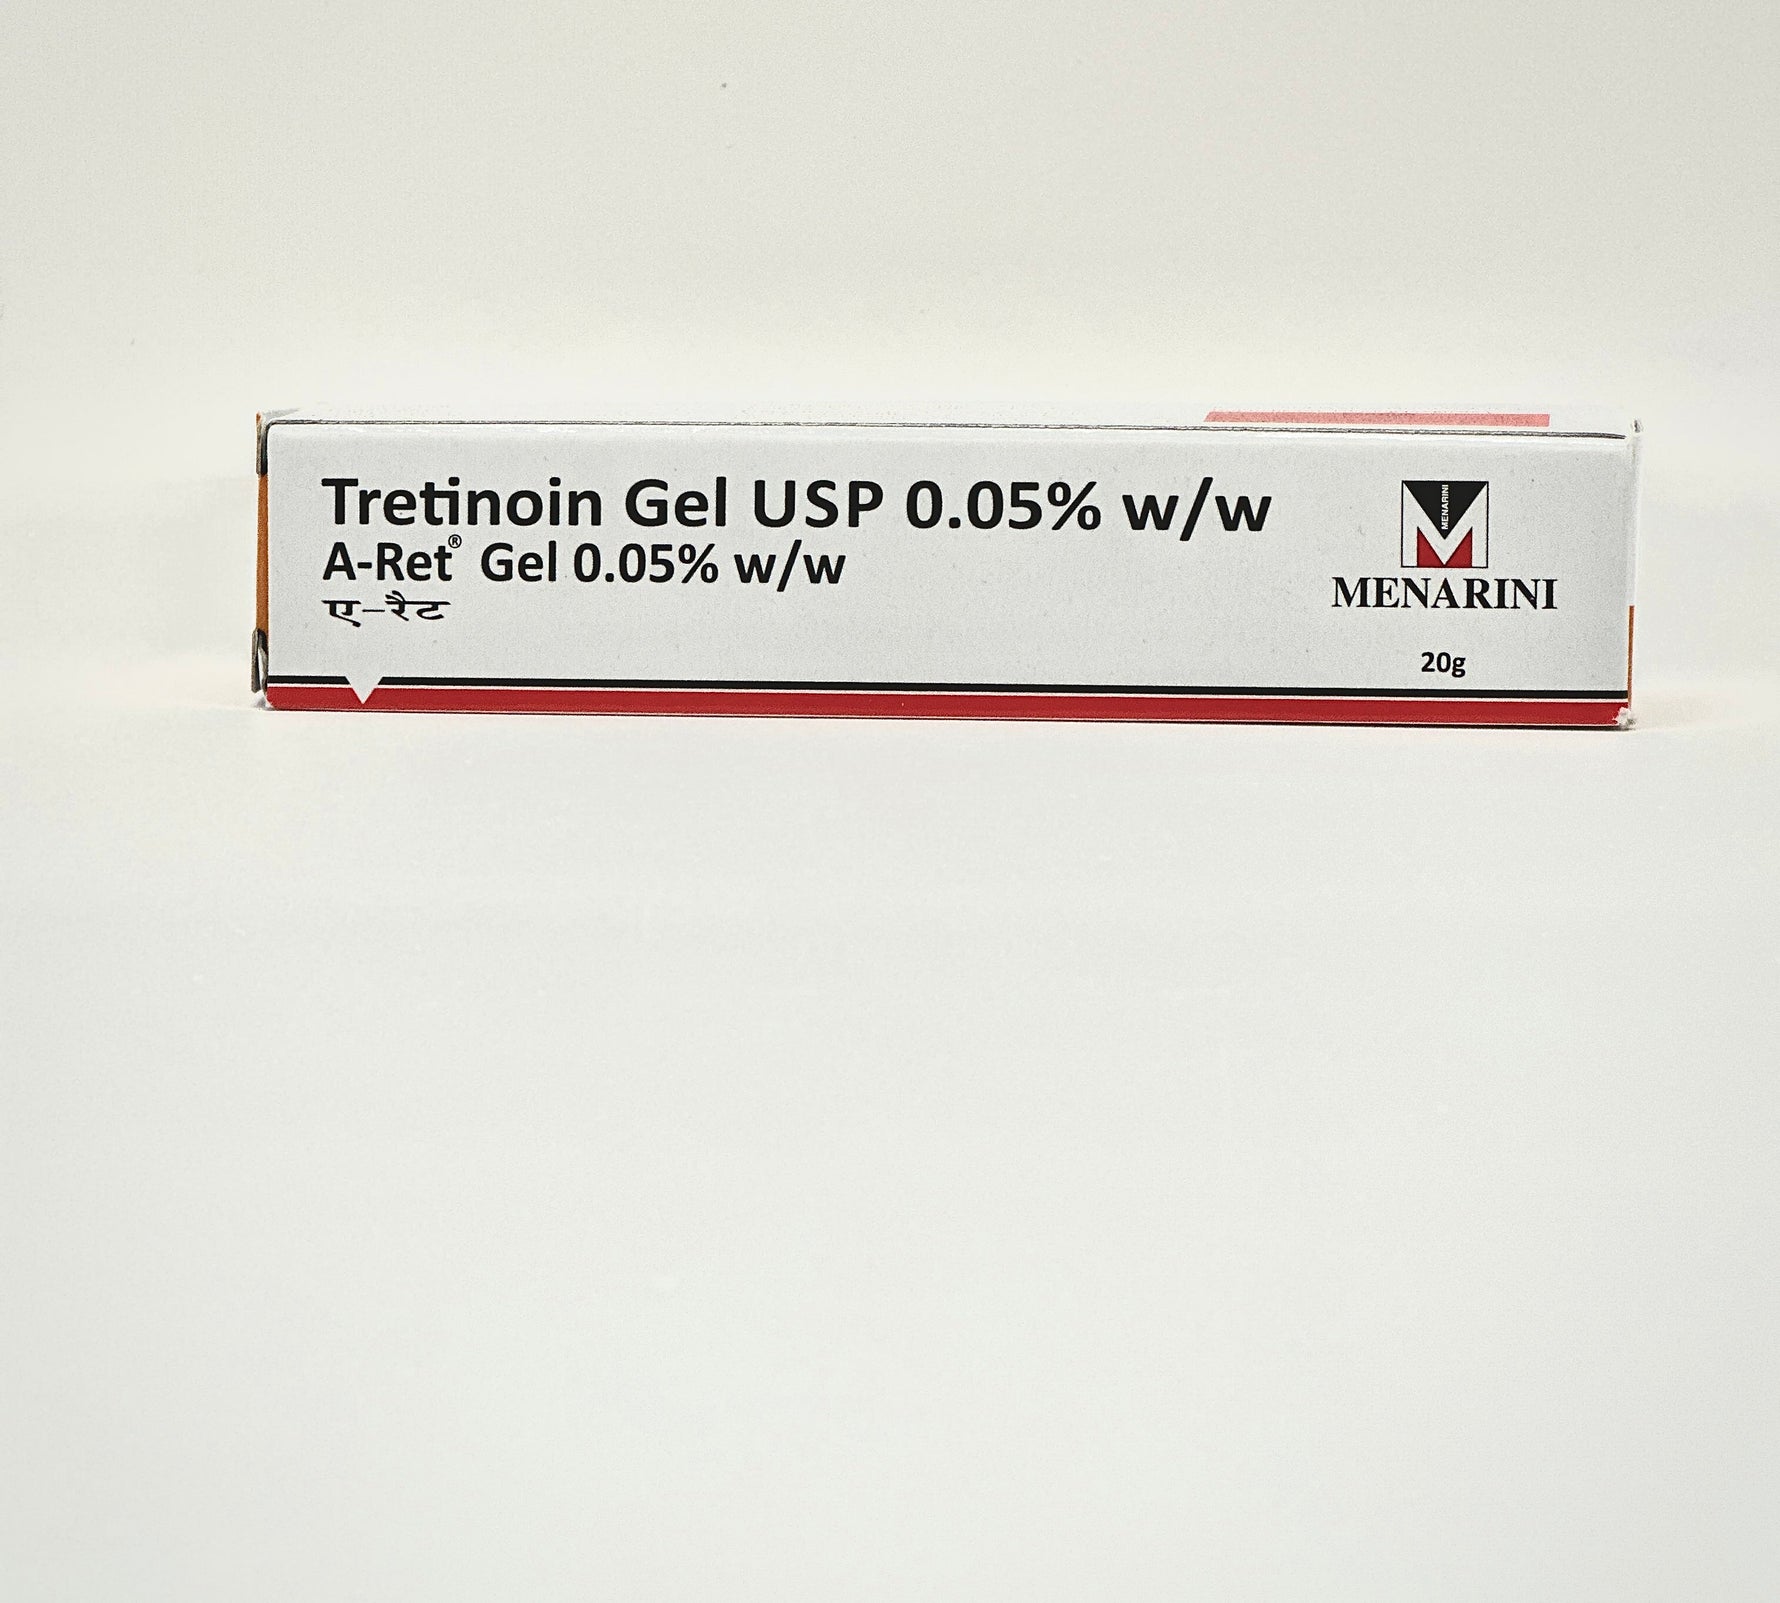 Tretinoin Gel USP 0.05% w/w
A-Ret® Gel 0.05% w/w
ए-रैट
MENARINI
MENARINI
20g